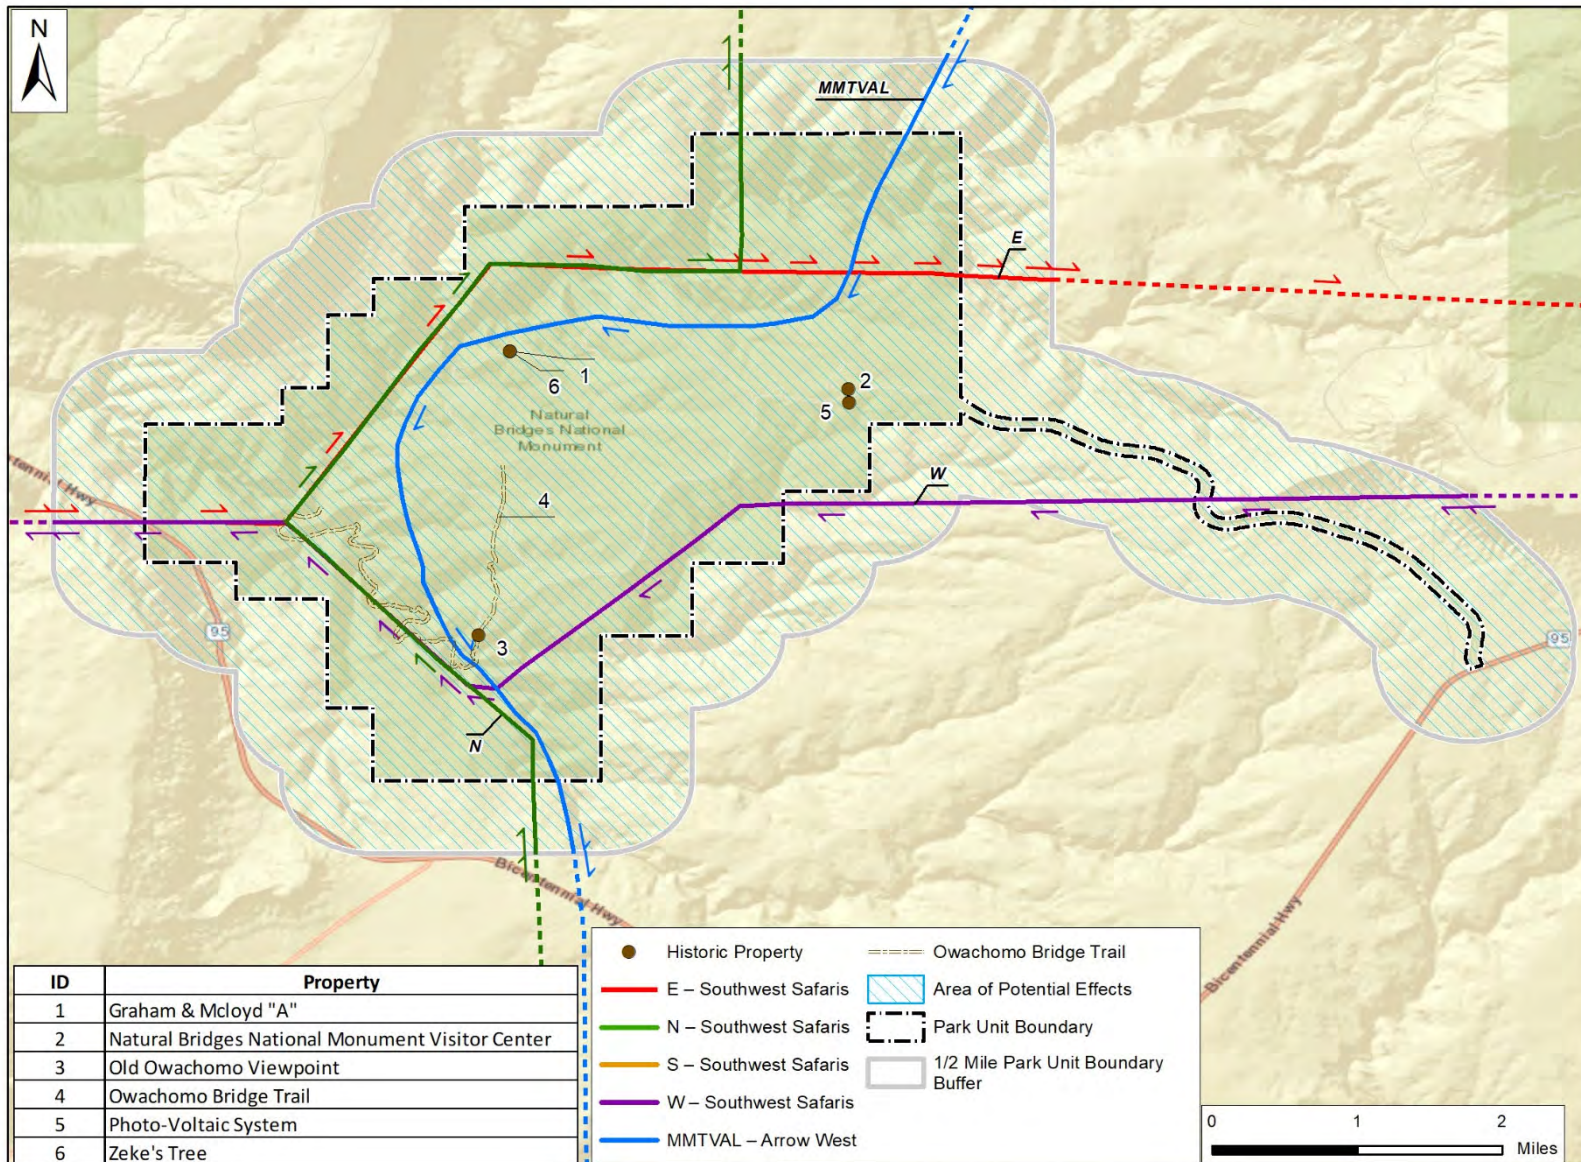 N
MMTVAL
E
1
6
2
5
Natural
Bridges National
Monument
W
4
tennial Hwy
95
3
95
N
Bicentennial Hwy
Bicentennial Hwy
ID Property
1 Graham & Mcloyd "A"
2 Natural Bridges National Monument Visitor Center
3 Old Owachomo Viewpoint
4 Owachomo Bridge Trail
5 Photo-Voltaic System
6 Zeke's Tree
Historic Property
E – Southwest Safaris
N – Southwest Safaris
S – Southwest Safaris
W – Southwest Safaris
MMTVAL – Arrow West
Owachomo Bridge Trail
Area of Potential Effects
Park Unit Boundary
1/2 Mile Park Unit Boundary
Buffer
0 1 2
Miles